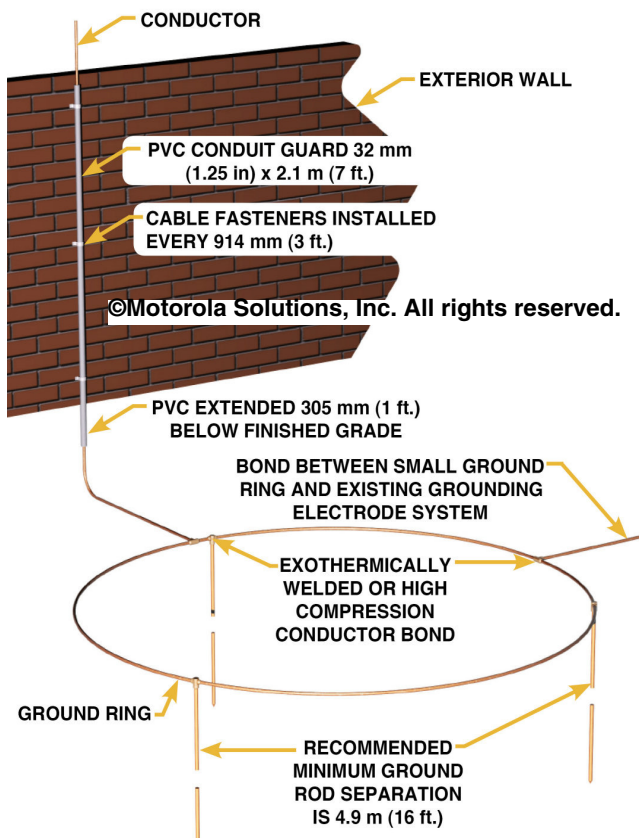 CONDUCTOR
EXTERIOR WALL
PVC CONDUIT GUARD 32 mm
(1.25 in) x 2.1 m (7 ft.)
CABLE FASTENERS INSTALLED
EVERY 914 mm (3 ft.)
©Motorola Solutions, Inc. All rights reserved.
PVC EXTENDED 305 mm (1 ft.)
BELOW FINISHED GRADE
BOND BETWEEN SMALL GROUND
RING AND EXISTING GROUNDING
ELECTRODE SYSTEM
EXOTHERMICALLY
WELDED OR HIGH
COMPRESSION
CONDUCTOR BOND
GROUND RING
RECOMMENDED
MINIMUM GROUND
ROD SEPARATION
IS 4.9 m (16 ft.)